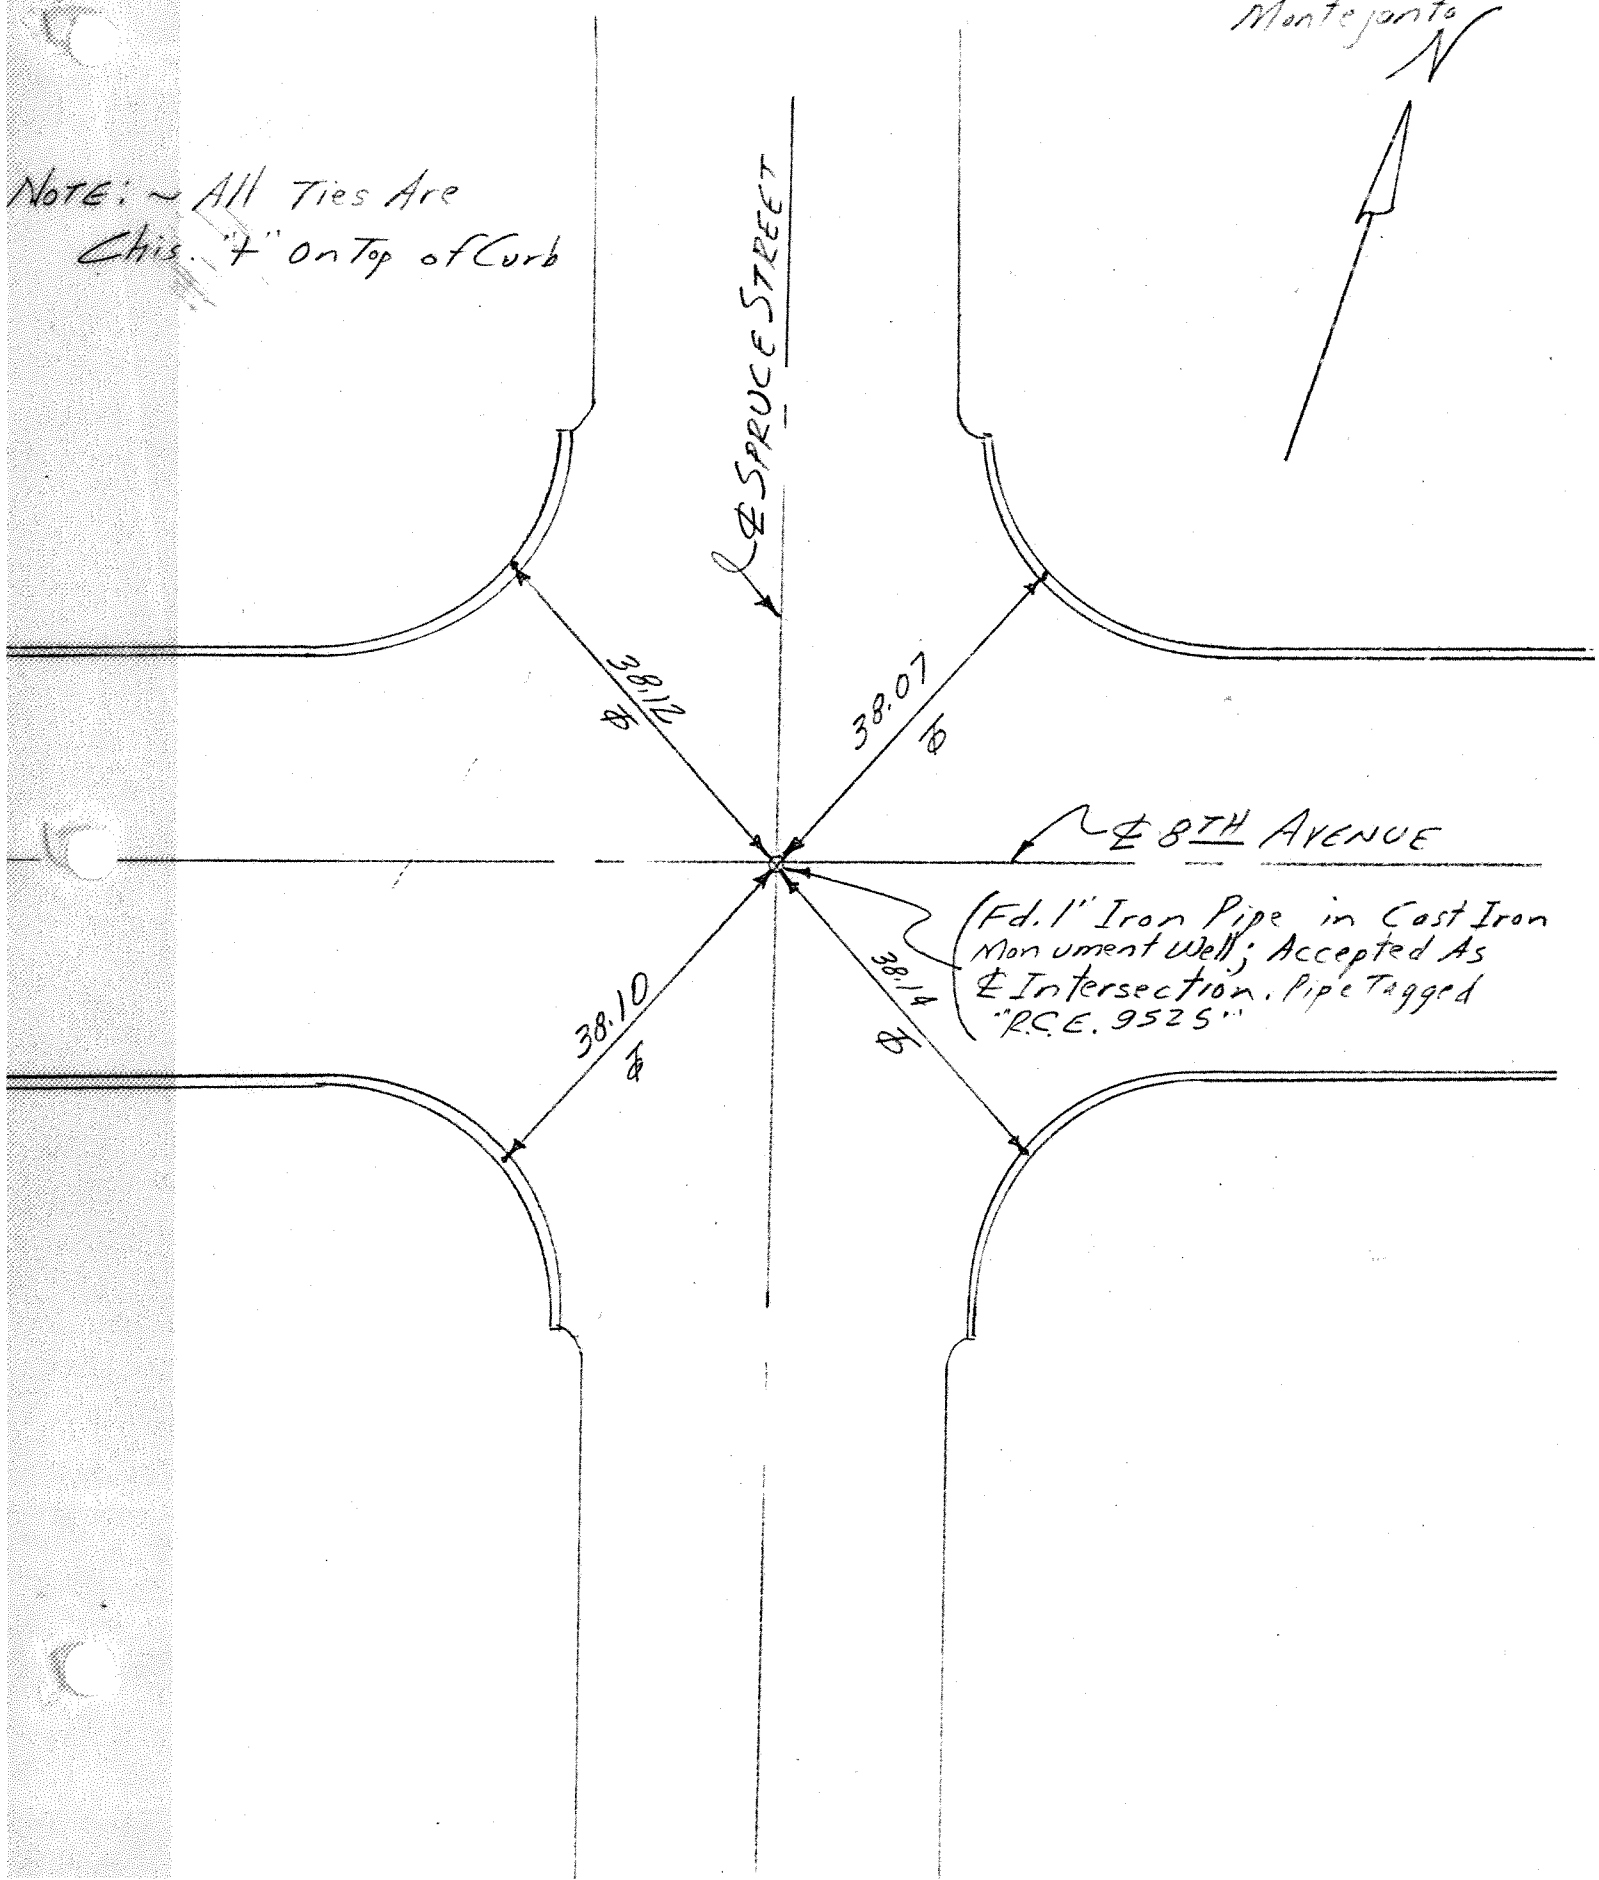 Montejanto
N
NOTE: ~ All Ties Are
Chis. "+" On Top of Curb
℄ SPRUCE STREET
38.12
38.07
℄ 8TH AVENUE
(Fd. 1" Iron Pipe in Cast Iron
Monument Well; Accepted As
℄ Intersection. Pipe Tagged
"R.C.E. 9525"
38.10
38.14